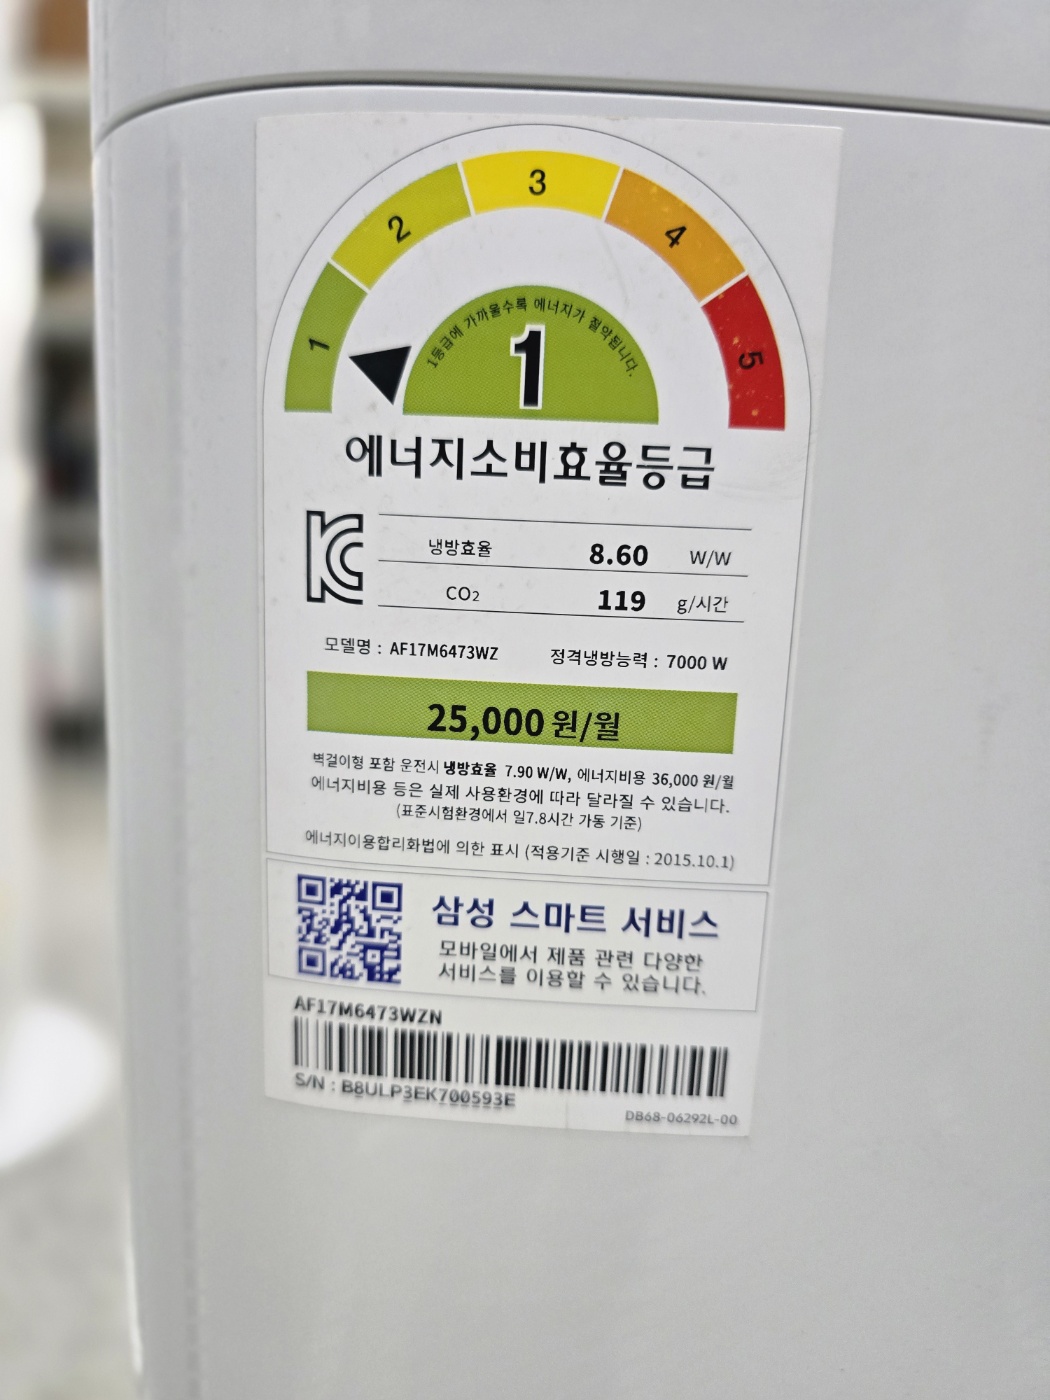 1 2 3 4 5
1등급에 가까울수록 에너지가 절약됩니다.
1
에너지소비효율등급
냉방효율 8.60 W/W
CO2 119 g/시간
모델명 : AF17M6473WZ 정격냉방능력 : 7000 W
25,000 원/월
벽걸이형 포함 운전시 냉방효율 7.90 W/W, 에너지비용 36,000 원/월
에너지비용 등은 실제 사용환경에 따라 달라질 수 있습니다.
(표준시험환경에서 일7.8시간 가동 기준)
에너지이용합리화법에 의한 표시 (적용기준 시행일 : 2015.10.1)
삼성 스마트 서비스
모바일에서 제품 관련 다양한
서비스를 이용할 수 있습니다.
AF17M6473WZN
S/N : B8ULP3EK700593E
DB68-06292L-00